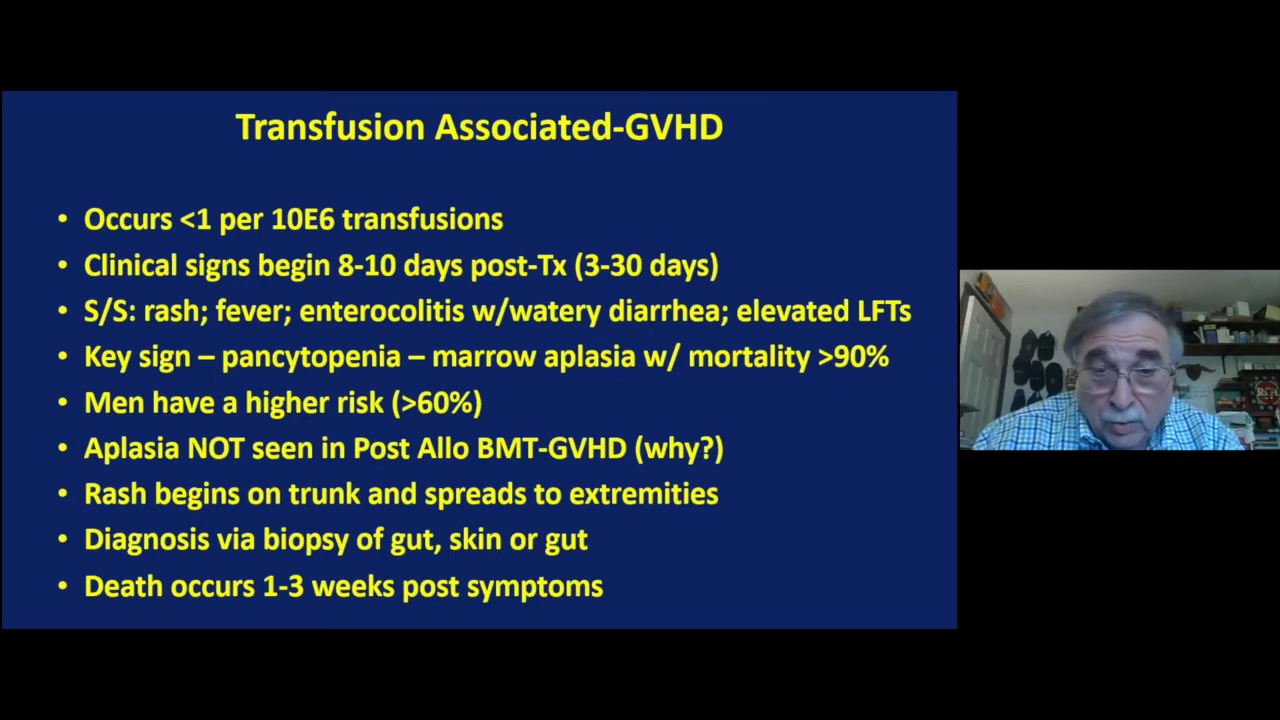 Transfusion Associated-GVHD
• Occurs <1 per 10E6 transfusions
• Clinical signs begin 8-10 days post-Tx (3-30 days)
• S/S: rash; fever; enterocolitis w/watery diarrhea; elevated LFTs
• Key sign – pancytopenia – marrow aplasia w/ mortality >90%
• Men have a higher risk (>60%)
• Aplasia NOT seen in Post Allo BMT-GVHD (why?)
• Rash begins on trunk and spreads to extremities
• Diagnosis via biopsy of gut, skin or gut
• Death occurs 1-3 weeks post symptoms